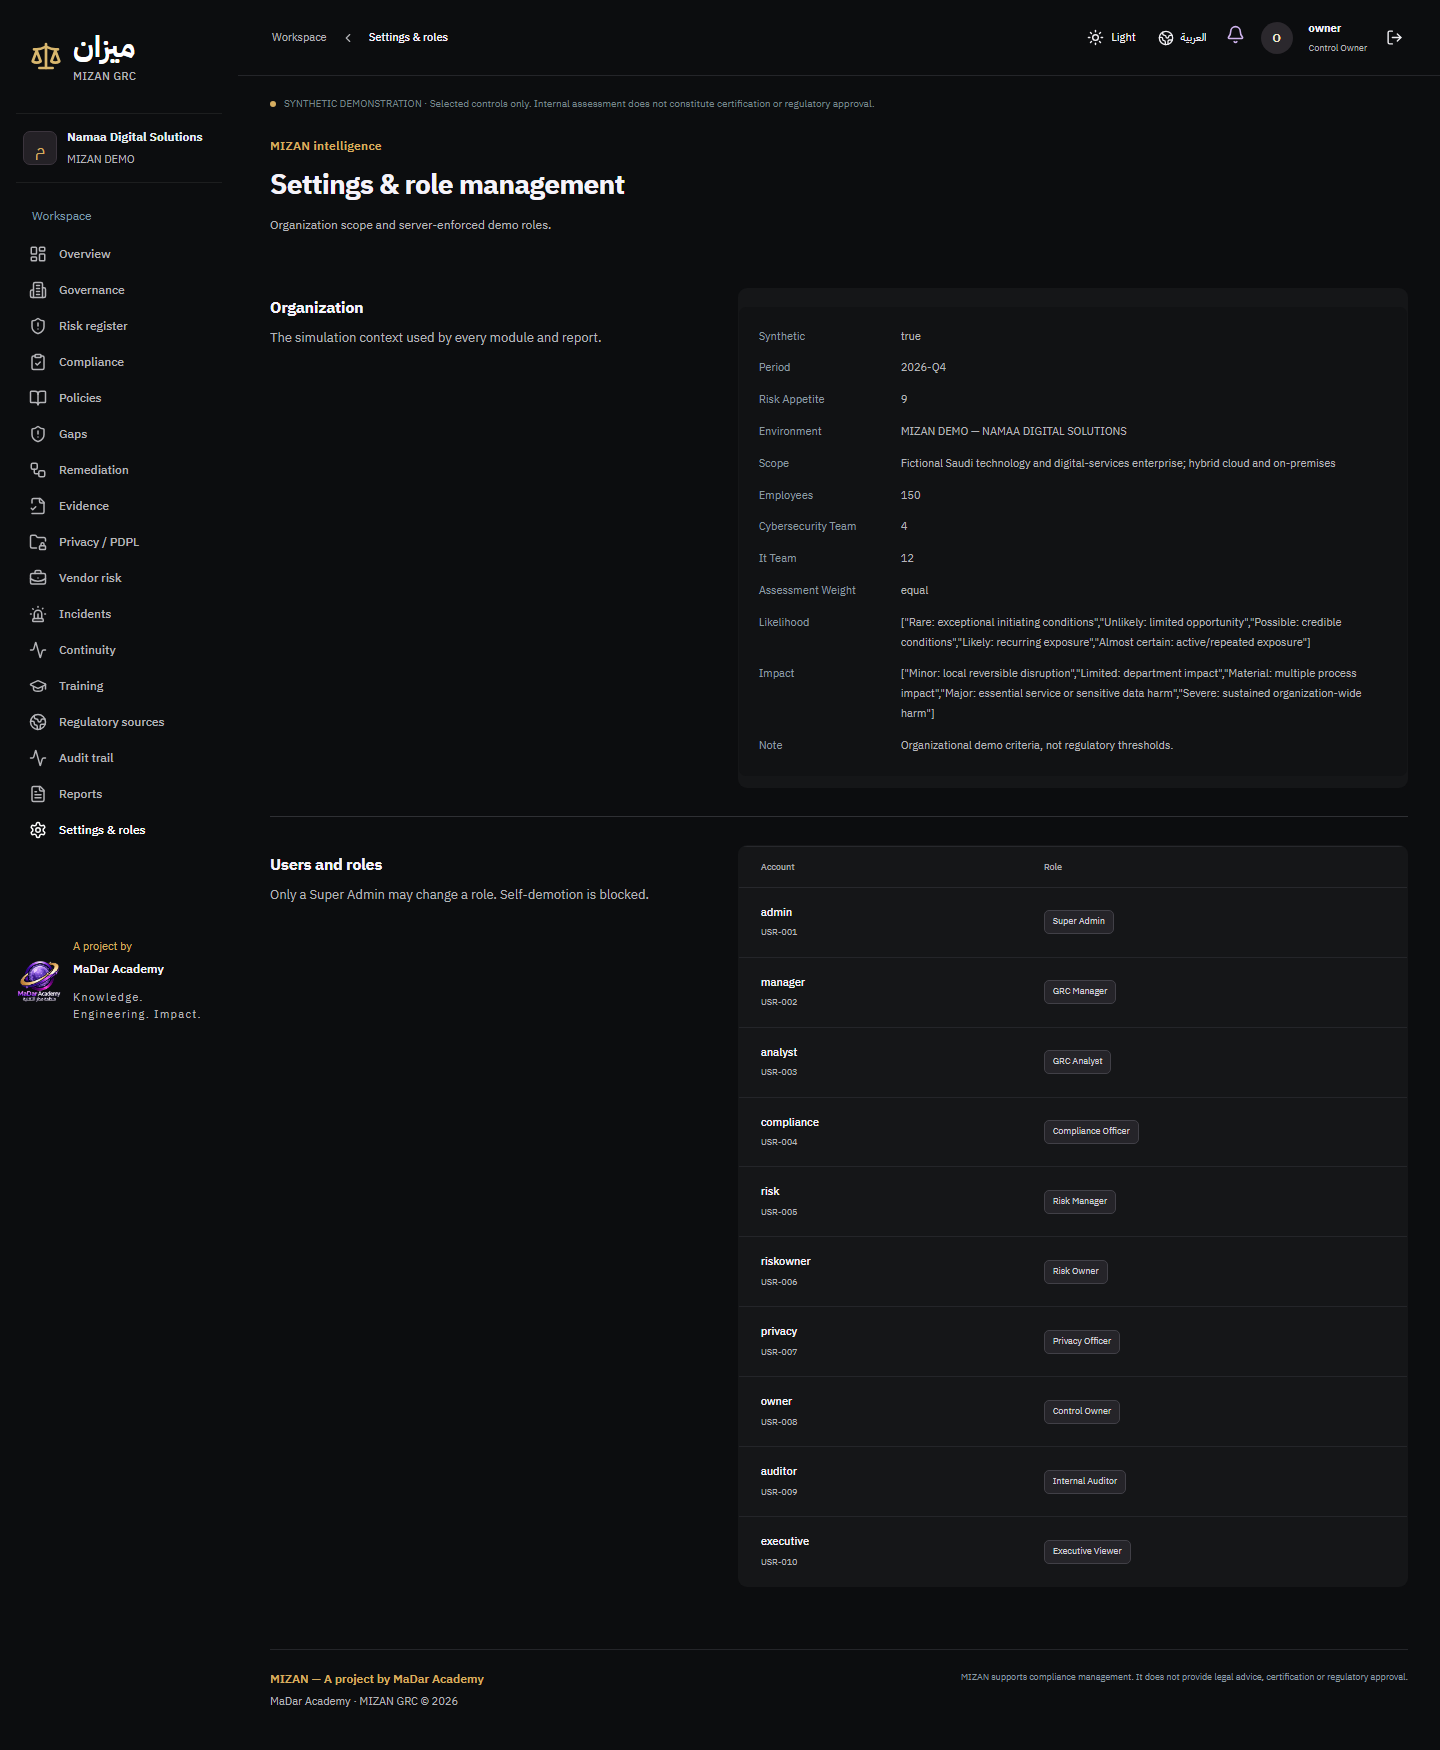 ميزان
MIZAN GRC
م
Namaa Digital Solutions
MIZAN DEMO
Workspace
Overview
Governance
Risk register
Compliance
Policies
Gaps
Remediation
Evidence
Privacy / PDPL
Vendor risk
Incidents
Continuity
Training
Regulatory sources
Audit trail
Reports
Settings & roles
A project by
MaDar Academy
Knowledge.
Engineering. Impact.
MaDar Academy
Workspace
Settings & roles
Light
العربية
O
owner
Control Owner
SYNTHETIC DEMONSTRATION · Selected controls only. Internal assessment does not constitute certification or regulatory approval.
MIZAN intelligence
Settings & role management
Organization scope and server-enforced demo roles.
Organization
The simulation context used by every module and report.
Synthetic true
Period 2026-Q4
Risk Appetite 9
Environment MIZAN DEMO — NAMAA DIGITAL SOLUTIONS
Scope Fictional Saudi technology and digital-services enterprise; hybrid cloud and on-premises
Employees 150
Cybersecurity Team 4
It Team 12
Assessment Weight equal
Likelihood ["Rare: exceptional initiating conditions","Unlikely: limited opportunity","Possible: credible
conditions","Likely: recurring exposure","Almost certain: active/repeated exposure"]
Impact ["Minor: local reversible disruption","Limited: department impact","Material: multiple process
impact","Major: essential service or sensitive data harm","Severe: sustained organization-wide
harm"]
Note Organizational demo criteria, not regulatory thresholds.
Users and roles
Only a Super Admin may change a role. Self-demotion is blocked.
Account Role
admin
USR-001
Super Admin
manager
USR-002
GRC Manager
analyst
USR-003
GRC Analyst
compliance
USR-004
Compliance Officer
risk
USR-005
Risk Manager
riskowner
USR-006
Risk Owner
privacy
USR-007
Privacy Officer
owner
USR-008
Control Owner
auditor
USR-009
Internal Auditor
executive
USR-010
Executive Viewer
MIZAN — A project by MaDar Academy
MaDar Academy · MIZAN GRC © 2026
MIZAN supports compliance management. It does not provide legal advice, certification or regulatory approval.